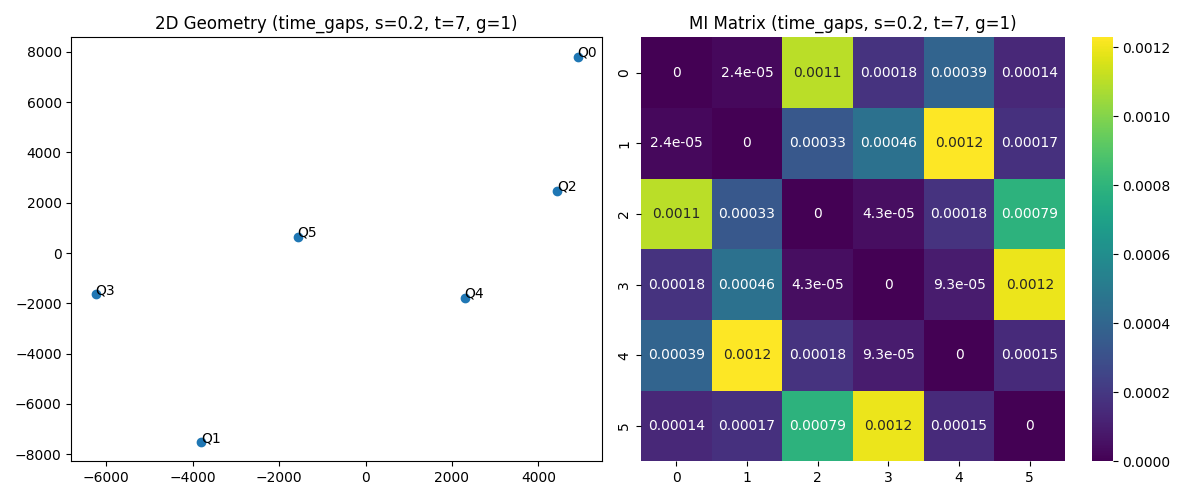 2D Geometry (time_gaps, s=0.2, t=7, g=1)
8000
6000
4000
2000
0
−2000
−4000
−6000
−8000
Q0
Q2
Q5
Q3
Q4
Q1
−6000 −4000 −2000 0 2000 4000
MI Matrix (time_gaps, s=0.2, t=7, g=1)
0 0 2.4e-05 0.0011 0.00018 0.00039 0.00014
1 2.4e-05 0 0.00033 0.00046 0.0012 0.00017
2 0.0011 0.00033 0 4.3e-05 0.00018 0.00079
3 0.00018 0.00046 4.3e-05 0 9.3e-05 0.0012
4 0.00039 0.0012 0.00018 9.3e-05 0 0.00015
5 0.00014 0.00017 0.00079 0.0012 0.00015 0
0 1 2 3 4 5
0.0012
0.0010
0.0008
0.0006
0.0004
0.0002
0.0000